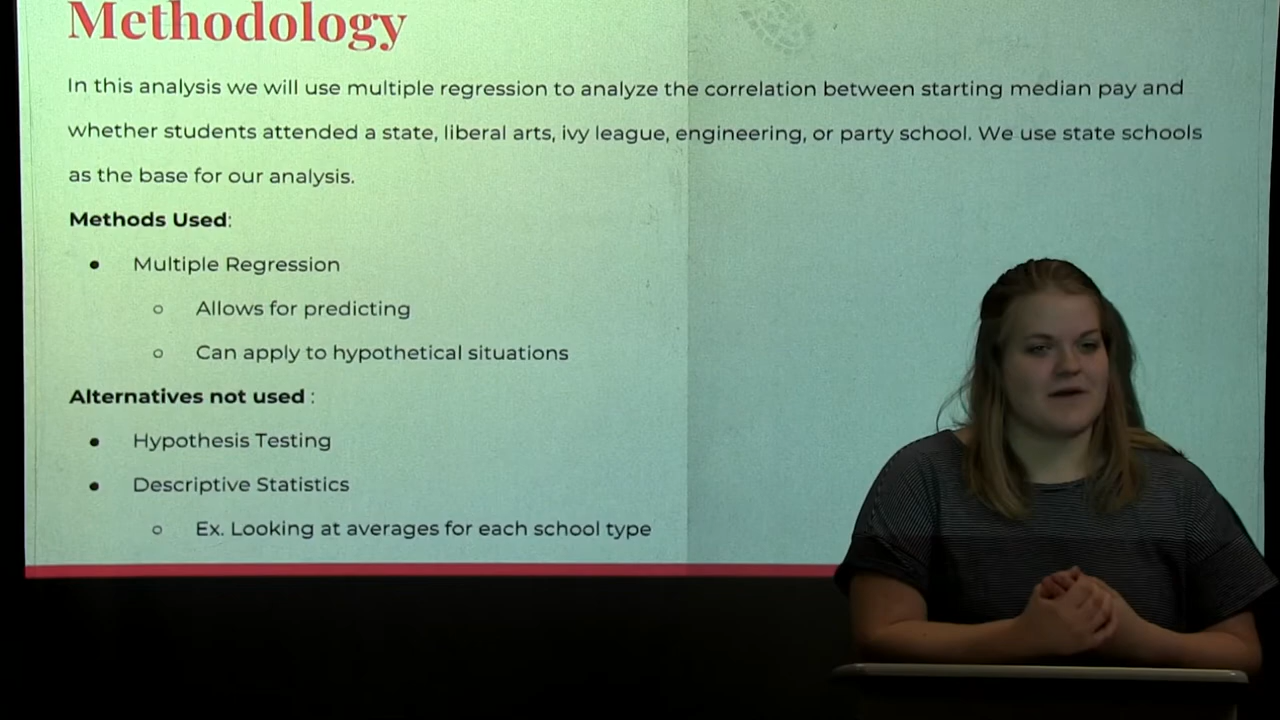 Methodology
In this analysis we will use multiple regression to analyze the correlation between starting median pay and
whether students attended a state, liberal arts, ivy league, engineering, or party school. We use state schools
as the base for our analysis.
Methods Used:
● Multiple Regression
○ Allows for predicting
○ Can apply to hypothetical situations
Alternatives not used :
● Hypothesis Testing
● Descriptive Statistics
○ Ex. Looking at averages for each school type